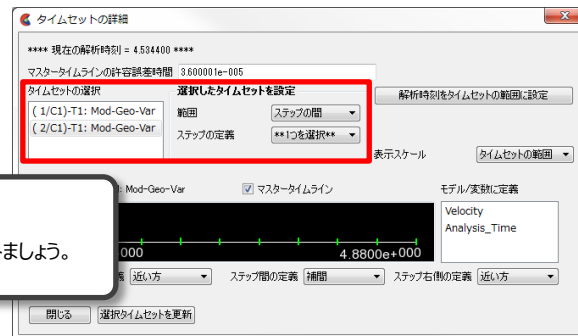 タイムセットの詳細
**** 現在の解析時刻 = 4.534400 ****
マスタータイムラインの許容誤差時間 3.600001e-005
タイムセットの選択
選択したタイムセットを設定
解析時刻をタイムセットの範囲に設定
( 1/C1)-T1: Mod-Geo-Var
範囲 ステップの間
( 2/C1)-T1: Mod-Geo-Var
ステップの定義 **1つを選択**
表示スケール タイムセットの範囲
Mod-Geo-Var
マスタータイムライン
モデル/変数に定義
Velocity
Analysis_Time
ましょう。
000
4.8800e+000
近い方
ステップ間の定義 補間
ステップ右側の定義 近い方
閉じる
選択タイムセットを更新